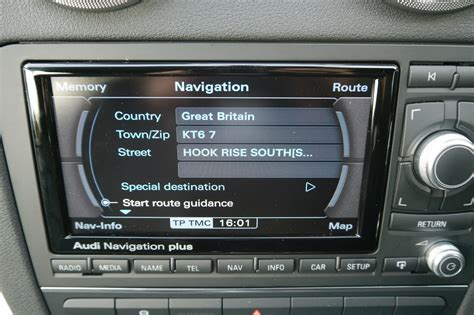 Memory Navigation Route
Country Great Britain
Town/Zip KT6 7
Street HOOK RISE SOUTH[S...
Special destination
Start route guidance
Nav-Info TP TMC 16:01 Map
Audi Navigation plus
RETURN
RADIO MEDIA NAME TEL NAV INFO CAR SETUP